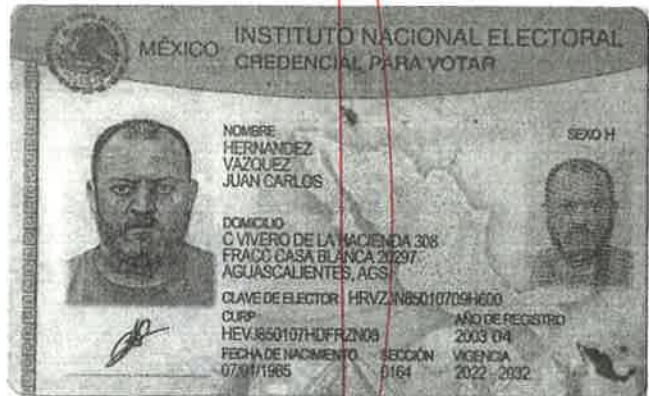 MÉXICO INSTITUTO NACIONAL ELECTORAL
CREDENCIAL PARA VOTAR
NOMBRE
SEXO H
HERNANDEZ
VAZQUEZ
JUAN CARLOS
DOMICILIO
C VIVERO DE LA HACIENDA 308
FRACC CASA BLANCA 20297
AGUASCALIENTES, AGS.
CLAVE DE ELECTOR HRVZJN85010709H600
CURP
AÑO DE REGISTRO
HEVJ850107HDFRZN08
2003 04
FECHA DE NACIMIENTO SECCIÓN VIGENCIA
07/01/1985 0164 2022 - 2032